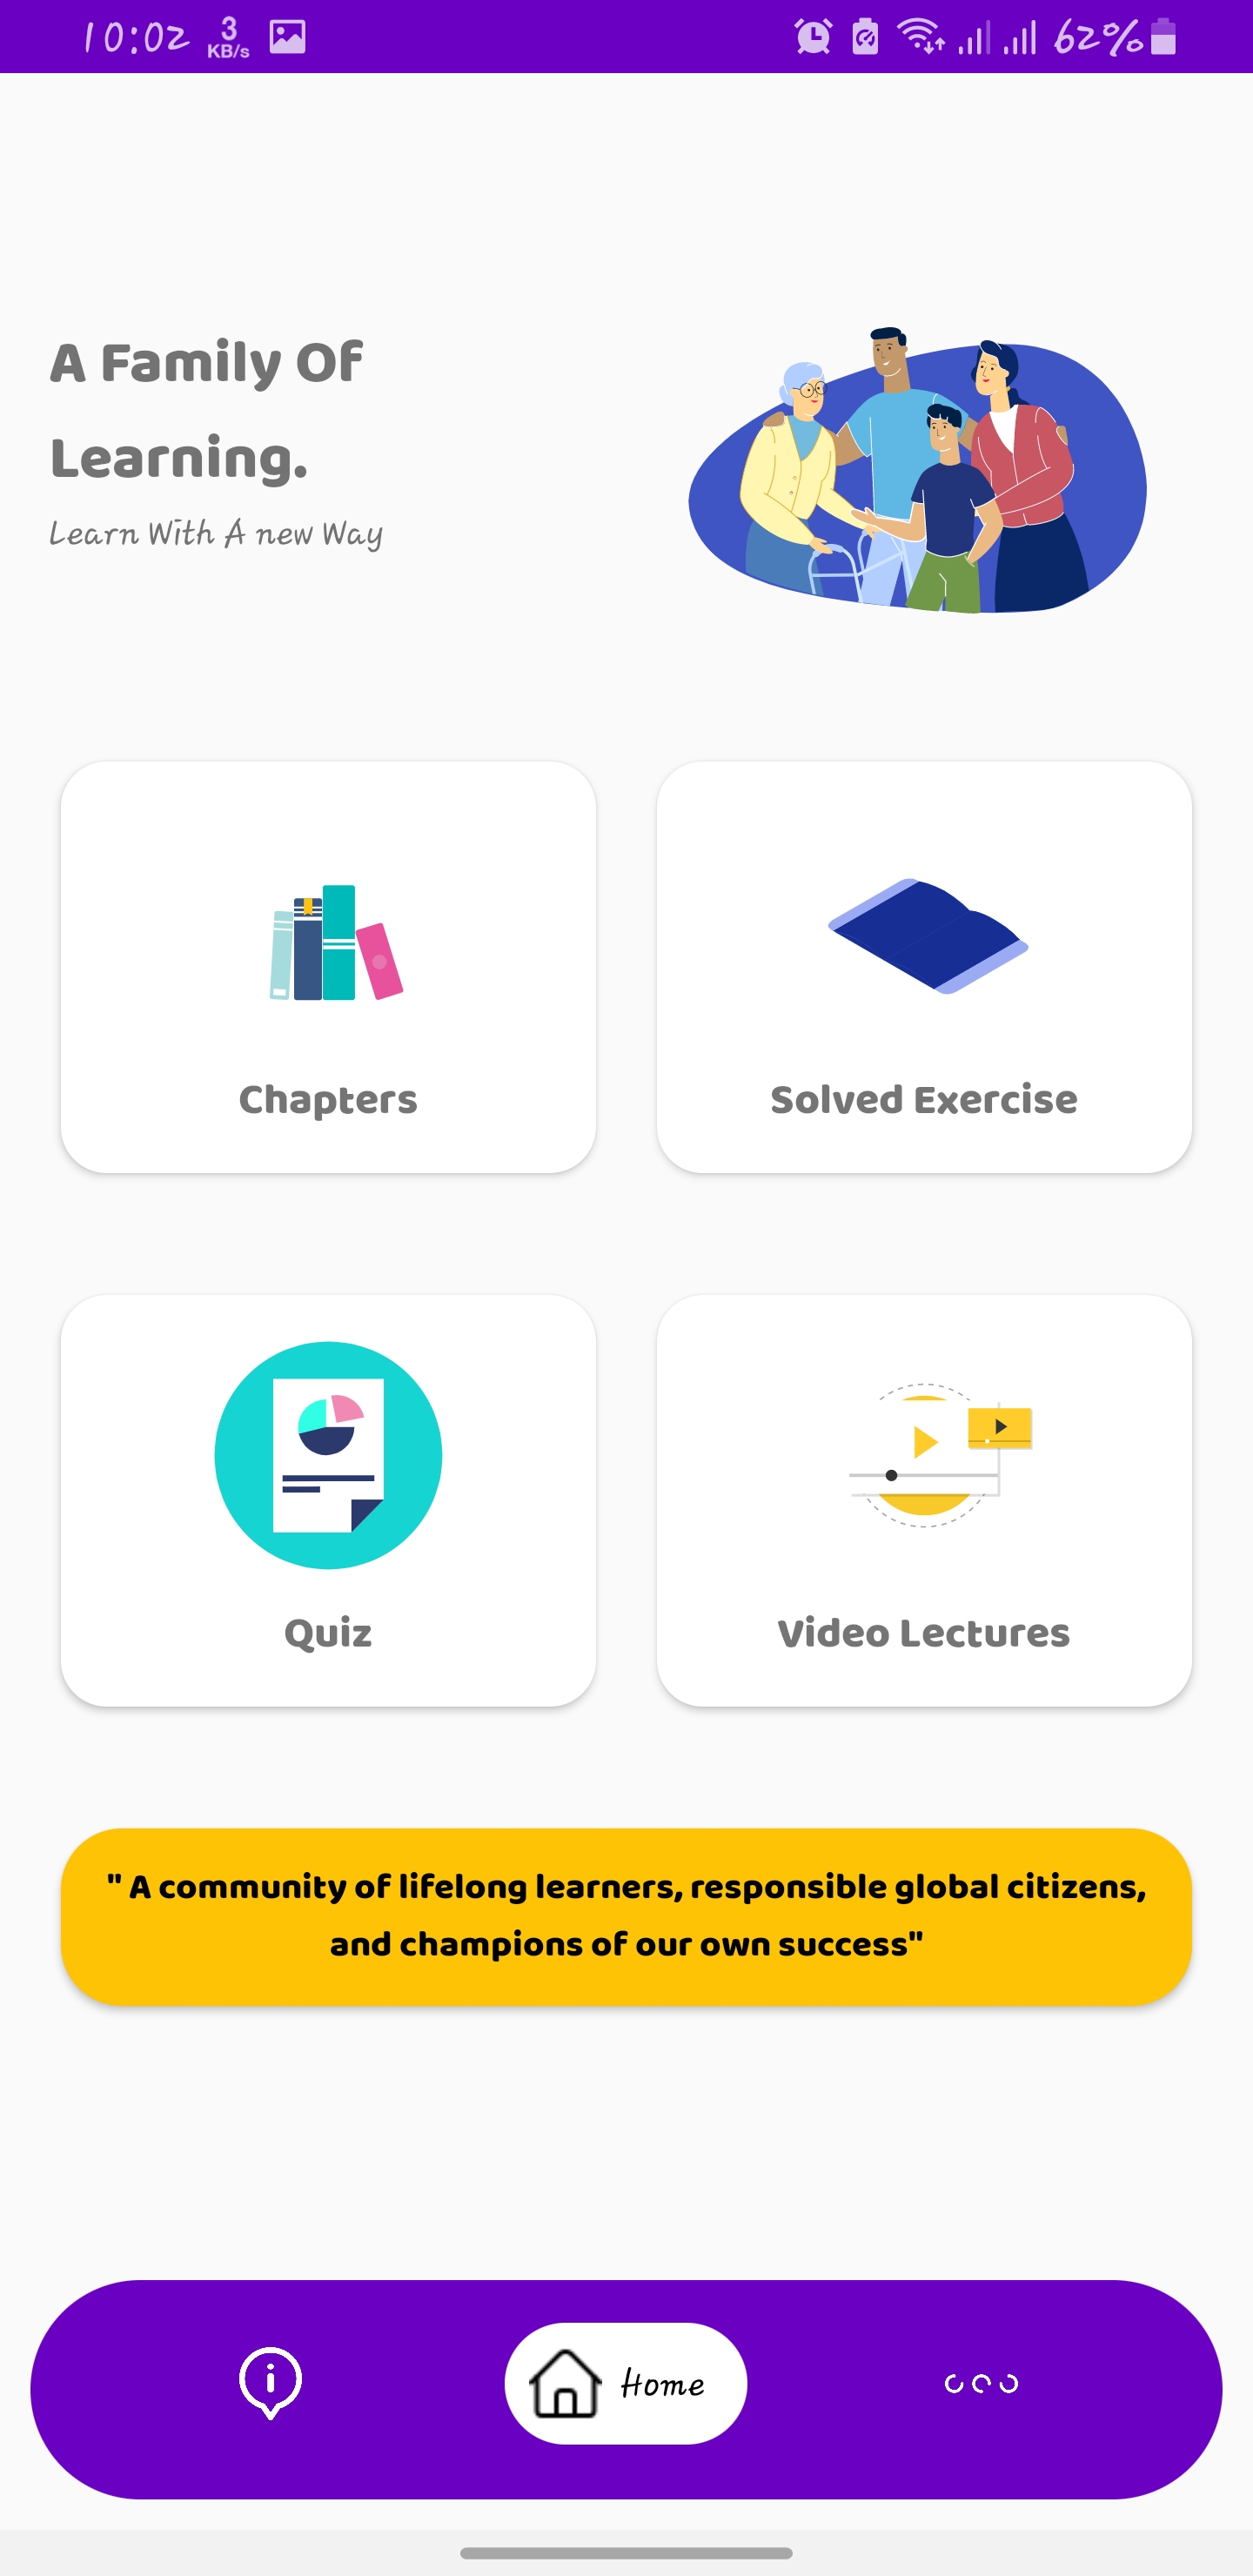 10:02 3 KB/s 62%
A Family Of
Learning.
Learn With A new Way
Chapters
Solved Exercise
Quiz
Video Lectures
" A community of lifelong learners, responsible global citizens,
and champions of our own success"
Home